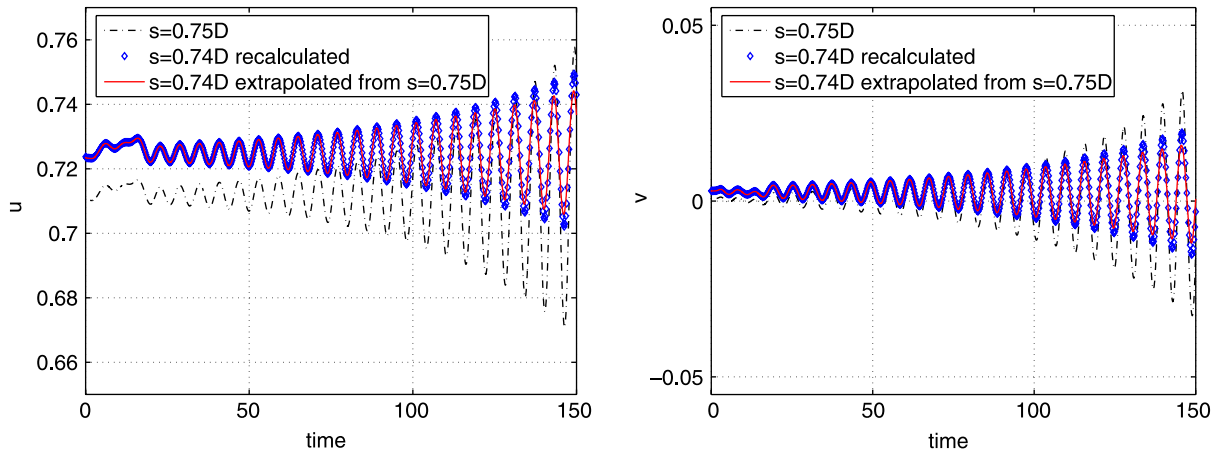 s=0.75D
s=0.74D recalculated
s=0.74D extrapolated from s=0.75D
0.76
0.74
0.72
0.7
0.68
0.66
u
0
50
100
150
time
s=0.75D
s=0.74D recalculated
s=0.74D extrapolated from s=0.75D
0.05
0
−0.05
v
0
50
100
150
time